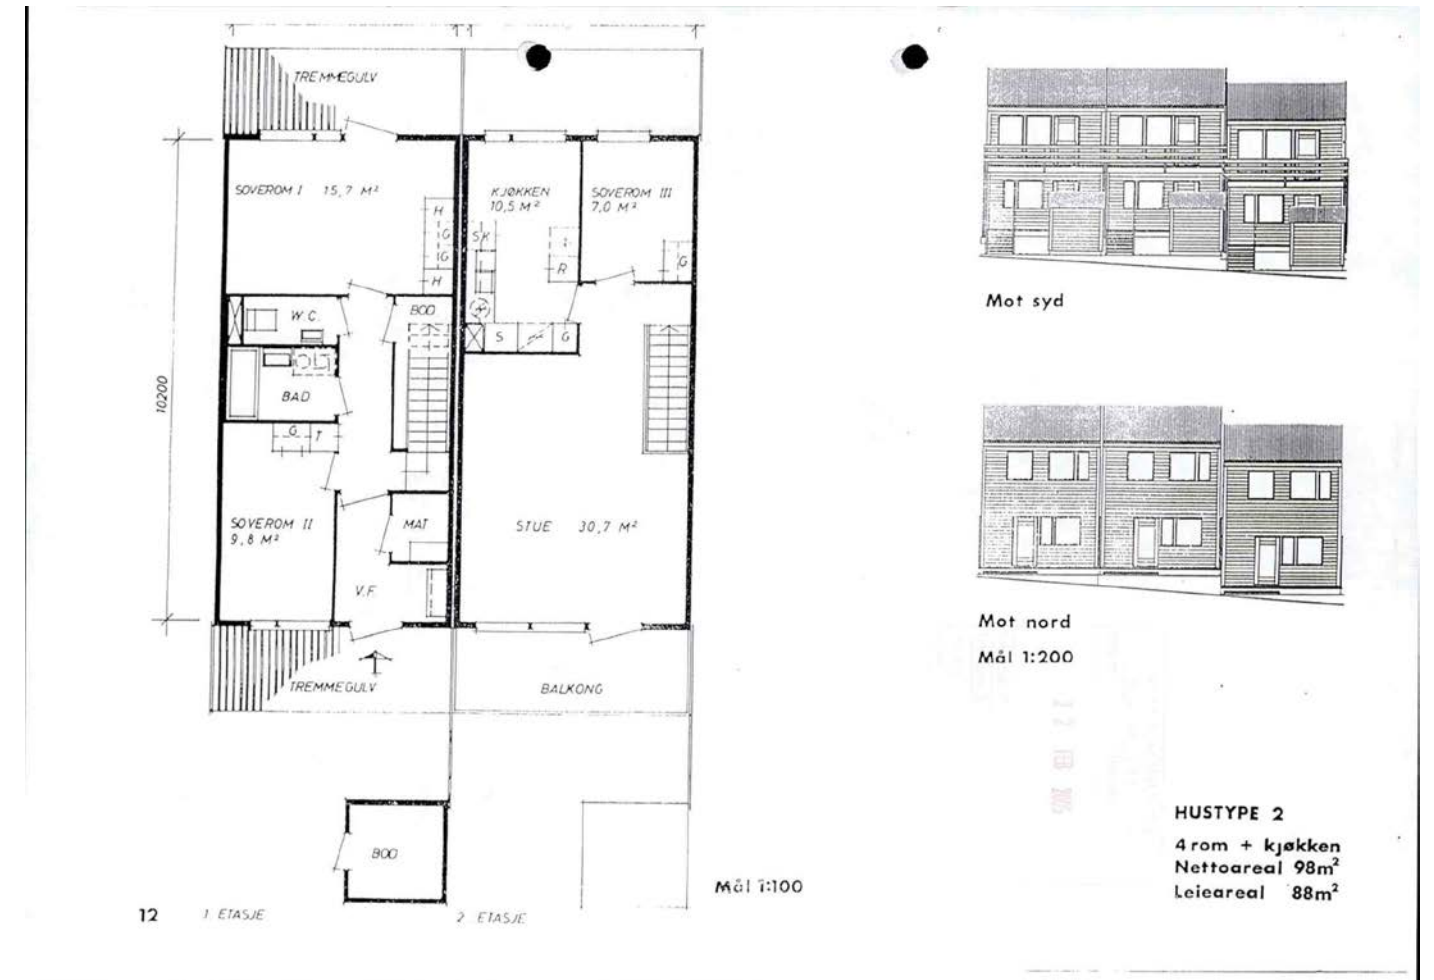 TREMMEGULV
SOVEROM I 15,7 M²
KJØKKEN
10,5 M²
SOVEROM III
7,0 M²
H
G
G
H
SK
R
G
W.C.
BOD
S
G
BAD
10200
G T
SOVEROM II
9,8 M²
MAT
STUE 30,7 M²
V.F.
TREMMEGULV
BALKONG
BOD
Mål 1:100
12
1. ETASJE
2. ETASJE
Mot syd
Mot nord
Mål 1:200
HUSTYPE 2
4 rom + kjøkken
Nettoareal 98m²
Leieareal 88m²